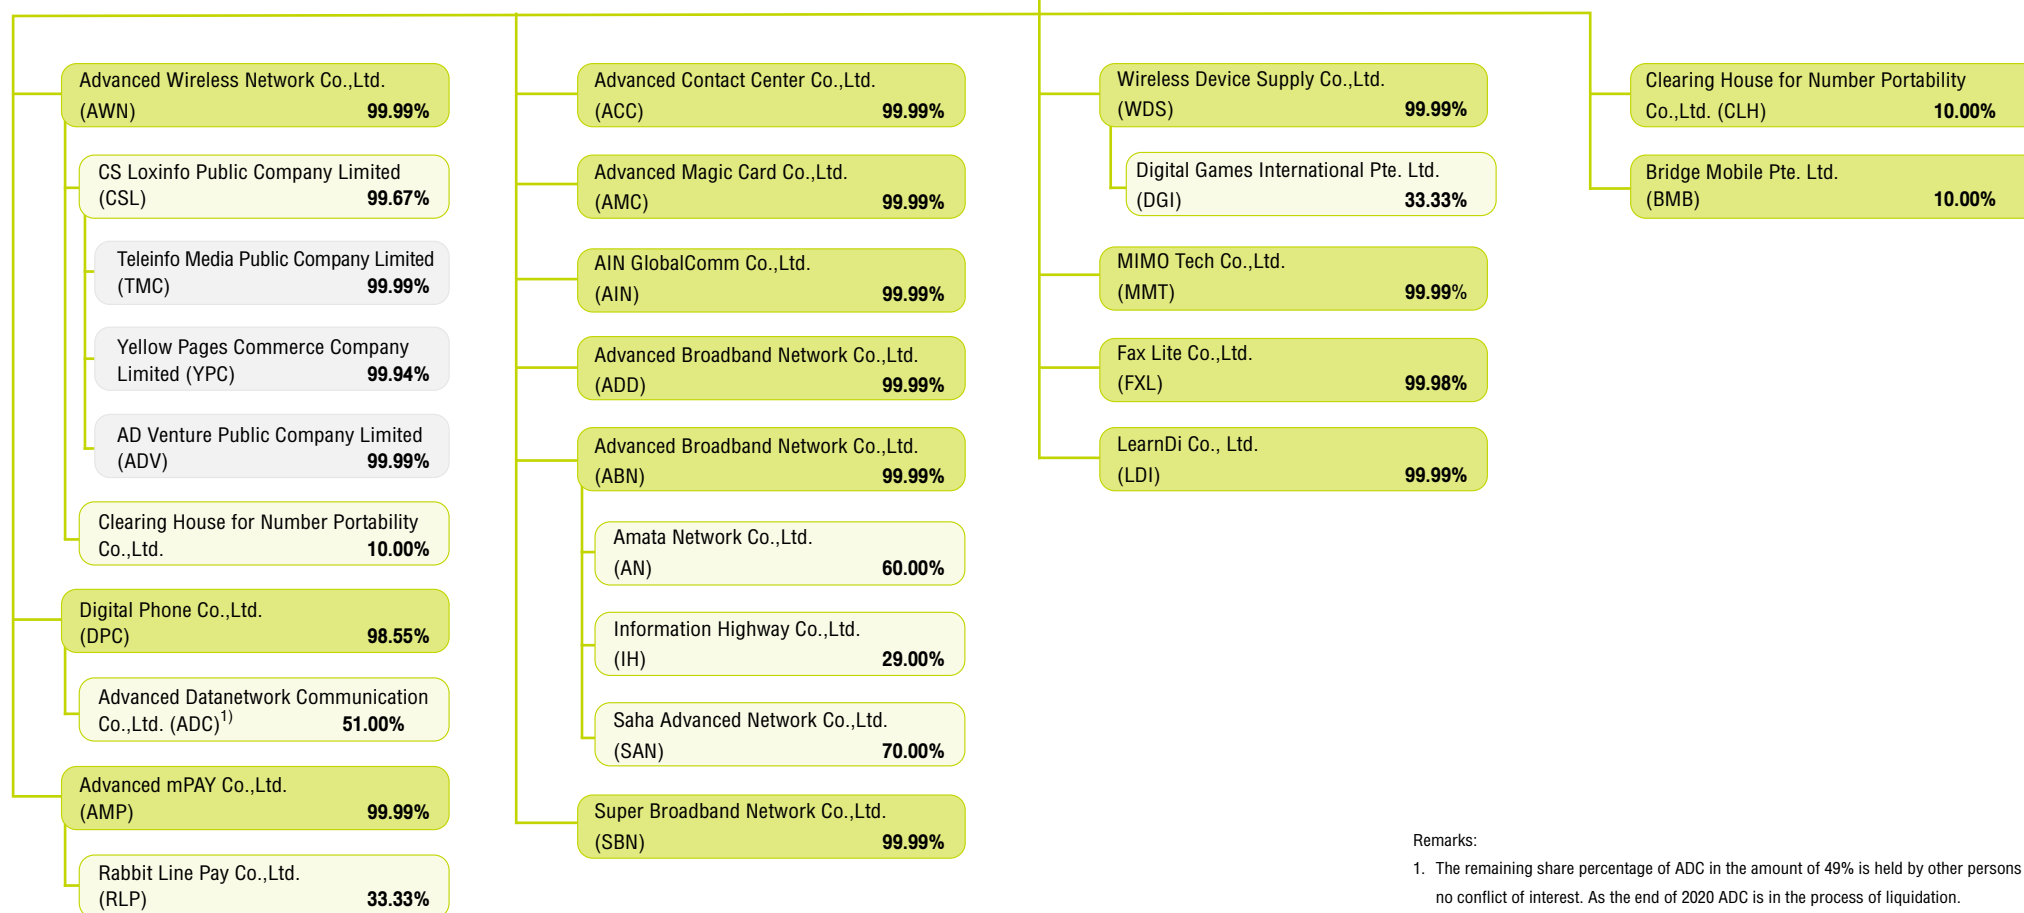 Advanced Wireless Network Co.,Ltd.
(AWN) 99.99%
CS Loxinfo Public Company Limited
(CSL) 99.67%
Teleinfo Media Public Company Limited
(TMC) 99.99%
Yellow Pages Commerce Company
Limited (YPC) 99.94%
AD Venture Public Company Limited
(ADV) 99.99%
Clearing House for Number Portability
Co.,Ltd. 10.00%
Digital Phone Co.,Ltd.
(DPC) 98.55%
Advanced Datanetwork Communication
Co.,Ltd. (ADC)1) 51.00%
Advanced mPAY Co.,Ltd.
(AMP) 99.99%
Rabbit Line Pay Co.,Ltd.
(RLP) 33.33%
Advanced Contact Center Co.,Ltd.
(ACC) 99.99%
Advanced Magic Card Co.,Ltd.
(AMC) 99.99%
AIN GlobalComm Co.,Ltd.
(AIN) 99.99%
Advanced Broadband Network Co.,Ltd.
(ADD) 99.99%
Advanced Broadband Network Co.,Ltd.
(ABN) 99.99%
Amata Network Co.,Ltd.
(AN) 60.00%
Information Highway Co.,Ltd.
(IH) 29.00%
Saha Advanced Network Co.,Ltd.
(SAN) 70.00%
Super Broadband Network Co.,Ltd.
(SBN) 99.99%
Wireless Device Supply Co.,Ltd.
(WDS) 99.99%
Digital Games International Pte. Ltd.
(DGI) 33.33%
MIMO Tech Co.,Ltd.
(MMT) 99.99%
Fax Lite Co.,Ltd.
(FXL) 99.98%
LearnDi Co., Ltd.
(LDI) 99.99%
Clearing House for Number Portability
Co.,Ltd. (CLH) 10.00%
Bridge Mobile Pte. Ltd.
(BMB) 10.00%
Remarks:
1. The remaining share percentage of ADC in the amount of 49% is held by other persons
no conflict of interest. As the end of 2020 ADC is in the process of liquidation.